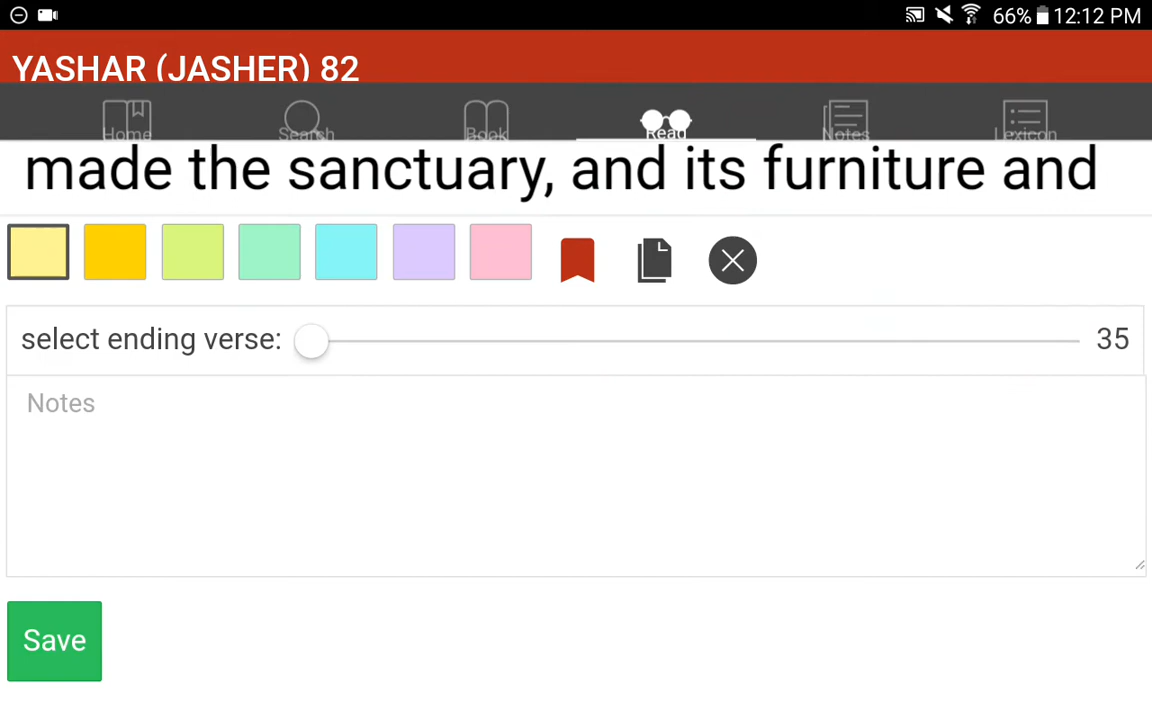 66% 12:12 PM
YASHAR (JASHER) 82
Home Search Book Read Notes Lexicon
made the sanctuary, and its furniture and
select ending verse: 35
Notes
Save